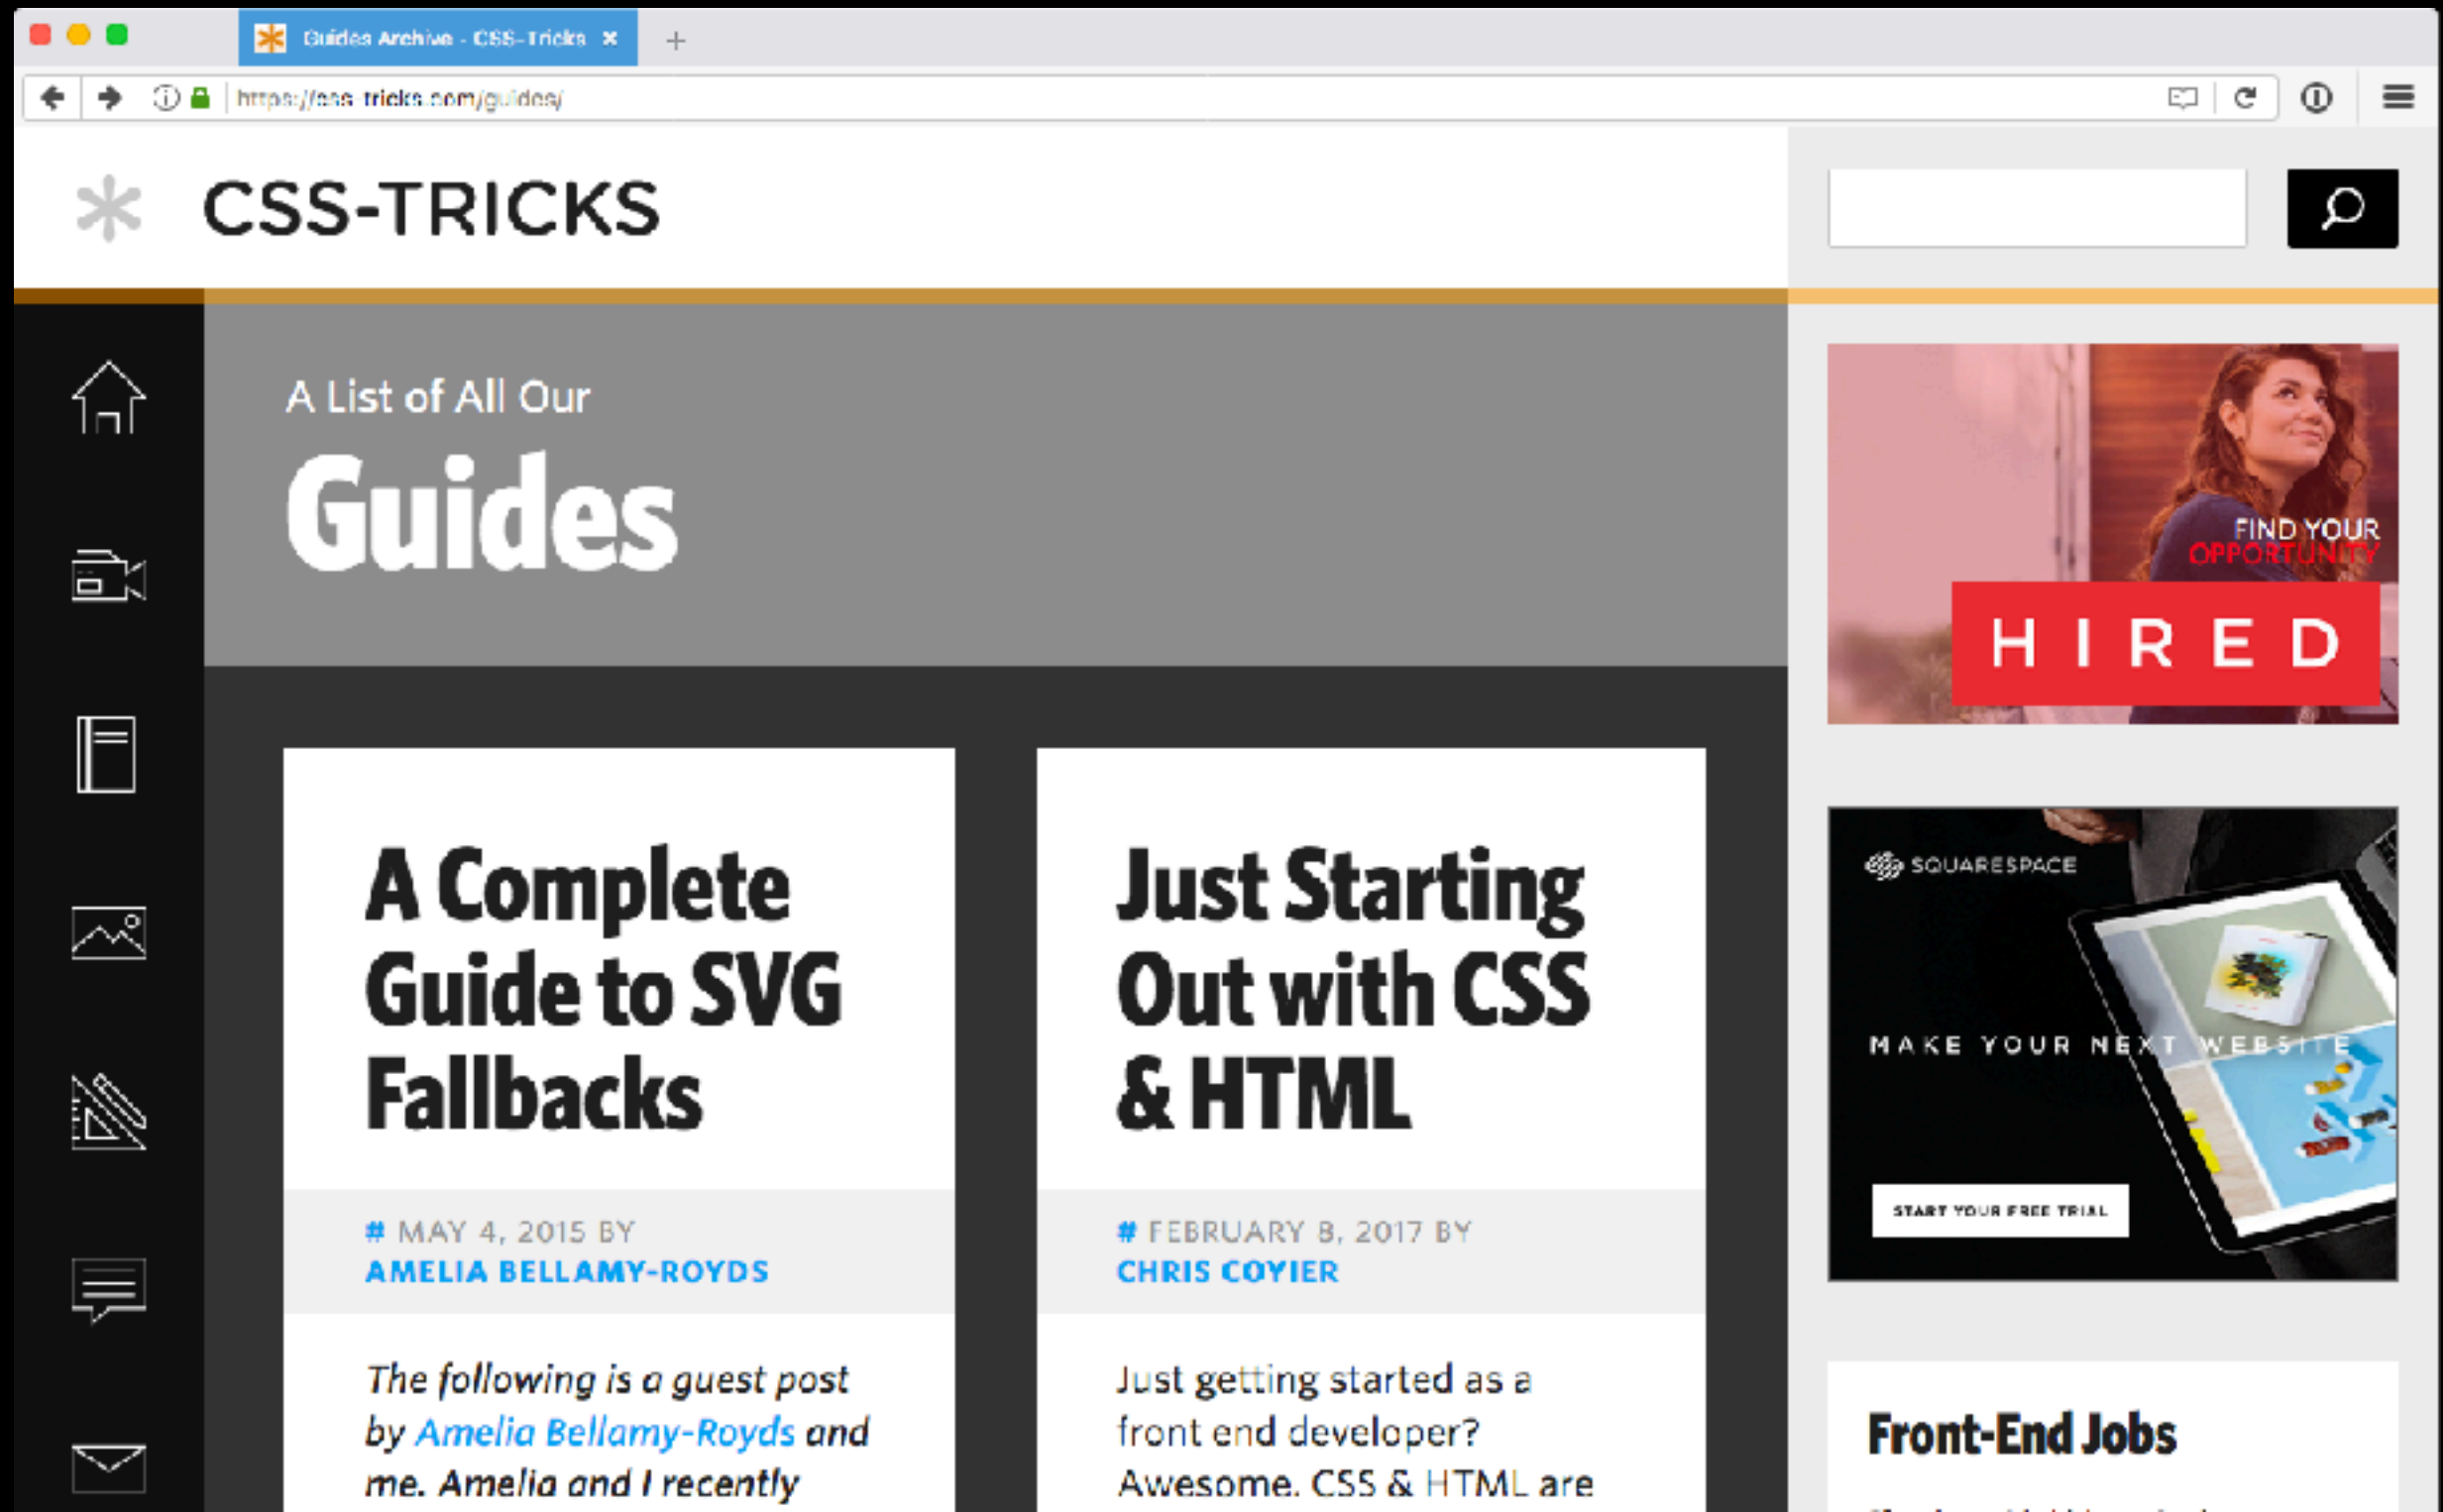 Guides Archive - CSS-Tricks
https://css-tricks.com/guides/
CSS-TRICKS
A List of All Our
Guides
A Complete
Guide to SVG
Fallbacks
# MAY 4, 2015 BY
AMELIA BELLAMY-ROYDS
The following is a guest post
by Amelia Bellamy-Royds and
me. Amelia and I recently
Just Starting
Out with CSS
& HTML
# FEBRUARY 8, 2017 BY
CHRIS COYIER
Just getting started as a
front end developer?
Awesome. CSS & HTML are
FIND YOUR
OPPORTUNITY
HIRED
SQUARESPACE
MAKE YOUR NEXT WEBSITE
START YOUR FREE TRIAL
Front-End Jobs